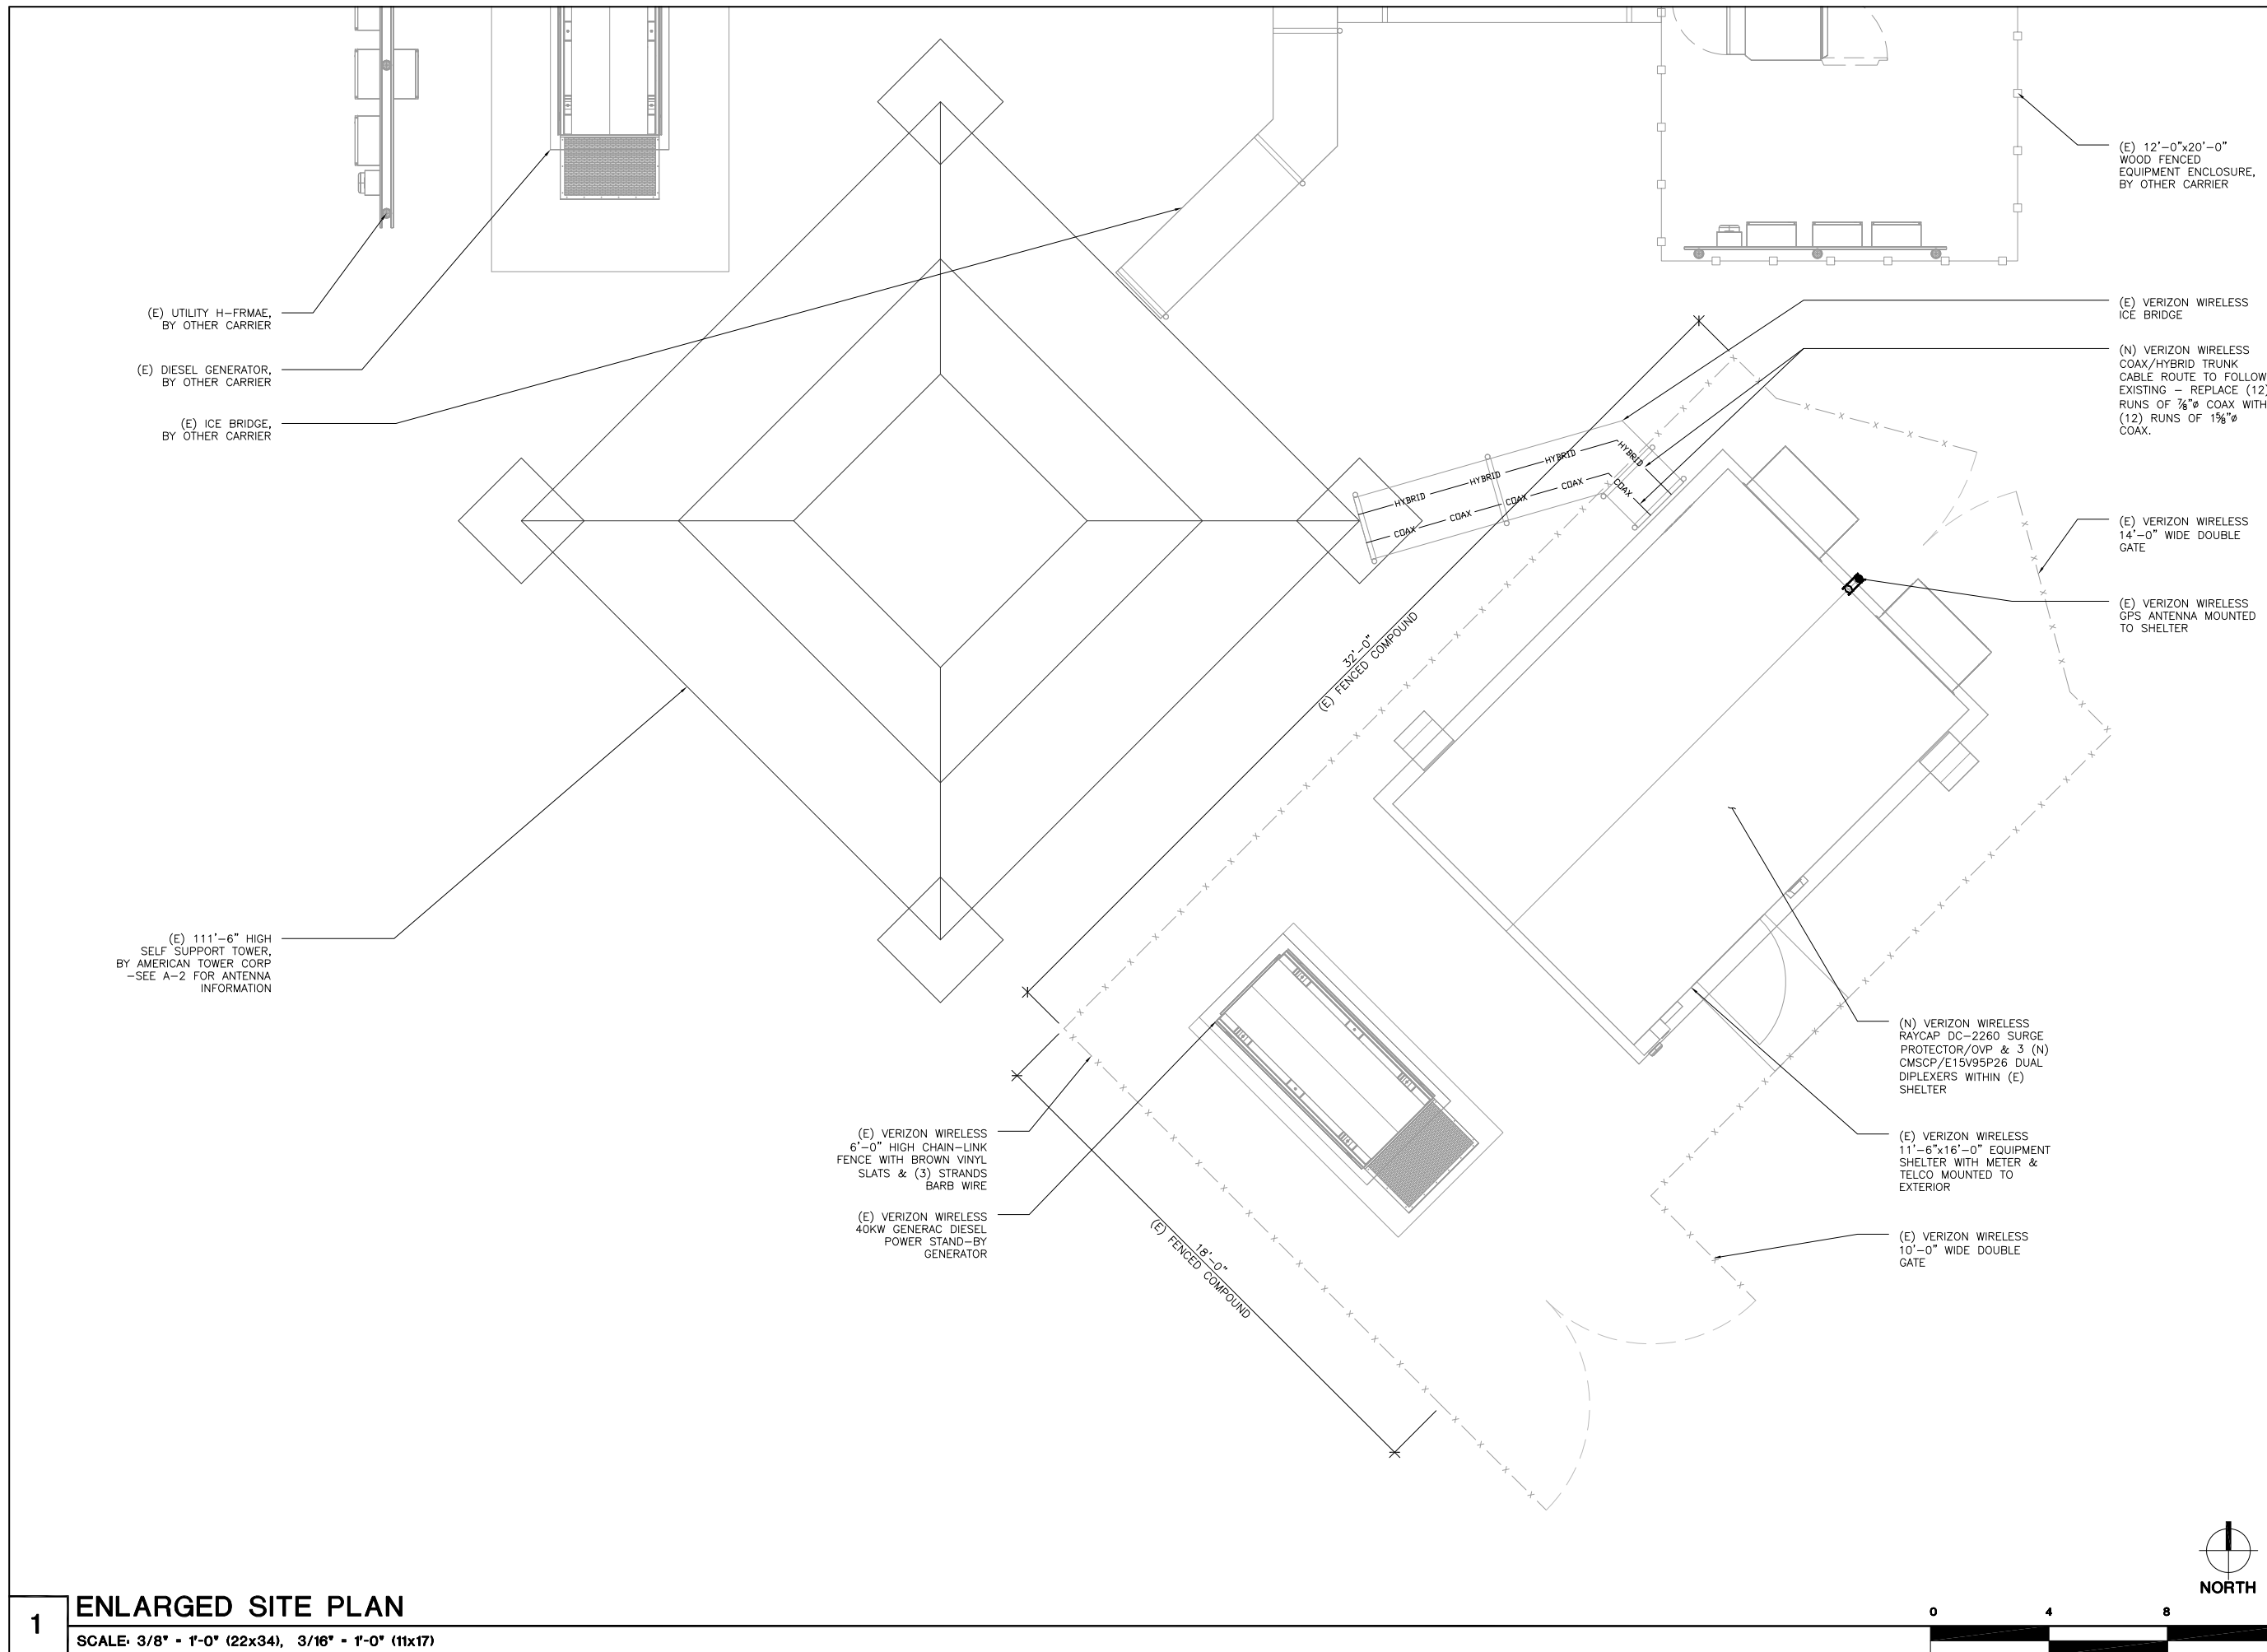 (E) UTILITY H-FRMAE,
BY OTHER CARRIER
(E) DIESEL GENERATOR,
BY OTHER CARRIER
(E) ICE BRIDGE,
BY OTHER CARRIER
(E) 111'-6" HIGH
SELF SUPPORT TOWER,
BY AMERICAN TOWER CORP
-SEE A-2 FOR ANTENNA
INFORMATION
(E) 12'-0"x20'-0"
WOOD FENCED
EQUIPMENT ENCLOSURE,
BY OTHER CARRIER
(E) VERIZON WIRELESS
ICE BRIDGE
(N) VERIZON WIRELESS
COAX/HYBRID TRUNK
CABLE ROUTE TO FOLLOW
EXISTING - REPLACE (12)
RUNS OF ⅞"ø COAX WITH
(12) RUNS OF 1⅝"ø
COAX.
(E) VERIZON WIRELESS
14'-0" WIDE DOUBLE
GATE
(E) VERIZON WIRELESS
GPS ANTENNA MOUNTED
TO SHELTER
HYBRID HYBRID HYBRID HYBRID
COAX COAX COAX COAX COAX
32'-0"
(E) FENCED COMPOUND
(N) VERIZON WIRELESS
RAYCAP DC-2260 SURGE
PROTECTOR/OVP & 3 (N)
CMSCP/E15V95P26 DUAL
DIPLEXERS WITHIN (E)
SHELTER
(E) VERIZON WIRELESS
11'-6"x16'-0" EQUIPMENT
SHELTER WITH METER &
TELCO MOUNTED TO
EXTERIOR
(E) VERIZON WIRELESS
10'-0" WIDE DOUBLE
GATE
(E) VERIZON WIRELESS
6'-0" HIGH CHAIN-LINK
FENCE WITH BROWN VINYL
SLATS & (3) STRANDS
BARB WIRE
(E) VERIZON WIRELESS
40KW GENERAC DIESEL
POWER STAND-BY
GENERATOR
18'-0"
(E) FENCED COMPOUND
NORTH
1
ENLARGED SITE PLAN
SCALE: 3/8" = 1'-0" (22x34), 3/16" = 1'-0" (11x17)
0 4 8